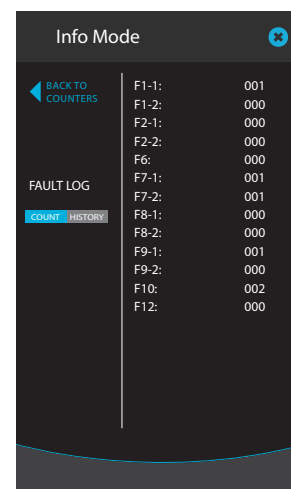 Info Mode
BACK TO
COUNTERS
FAULT LOG
COUNT HISTORY
F1-1: 001
F1-2: 000
F2-1: 000
F2-2: 000
F6: 000
F7-1: 001
F7-2: 001
F8-1: 000
F8-2: 000
F9-1: 001
F9-2: 000
F10: 002
F12: 000